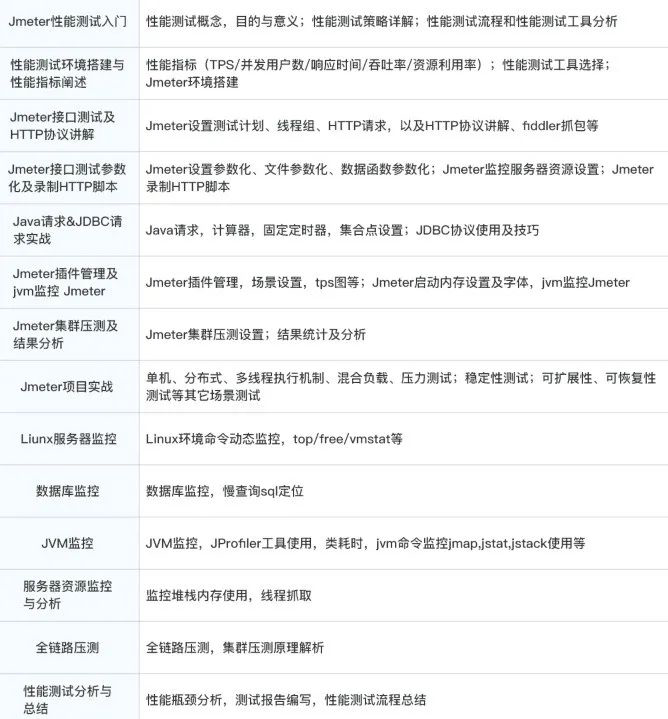 Jmeter性能测试入门
性能测试概念，目的与意义；性能测试策略详解；性能测试流程和性能测试工具分析
性能测试环境搭建与
性能指标阐述
性能指标（TPS/并发用户数/响应时间/吞吐率/资源利用率）；性能测试工具选择；
Jmeter环境搭建
Jmeter接口测试及
HTTP协议讲解
Jmeter设置测试计划、线程组、HTTP请求，以及HTTP协议讲解、fiddler抓包等
Jmeter接口测试参数
化及录制HTTP脚本
Jmeter设置参数化、文件参数化、数据函数参数化；Jmeter监控服务器资源设置；Jmeter
录制HTTP脚本
Java请求&JDBC请
求实战
Java请求，计算器，固定定时器，集合点设置；JDBC协议使用及技巧
Jmeter插件管理及
jvm监控 Jmeter
Jmeter插件管理，场景设置，tps图等；Jmeter启动内存设置及字体，jvm监控Jmeter
Jmeter集群压测及
结果分析
Jmeter集群压测设置；结果统计及分析
Jmeter项目实战
单机、分布式、多线程执行机制、混合负载、压力测试；稳定性测试；可扩展性、可恢复性
测试等其它场景测试
Liunx服务器监控
Linux环境命令动态监控，top/free/vmstat等
数据库监控
数据库监控，慢查询sql定位
JVM监控
JVM监控，JProfiler工具使用，类耗时，jvm命令监控jmap,jstat,jstack使用等
服务器资源监控
与分析
监控堆栈内存使用，线程抓取
全链路压测
全链路压测，集群压测原理解析
性能测试分析与
总结
性能瓶颈分析，测试报告编写，性能测试流程总结